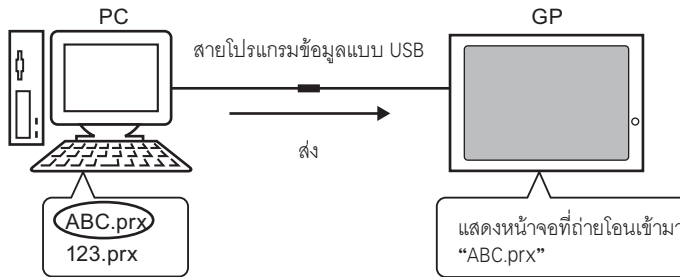 PC
GP
สายโปรแกรมข้อมูลแบบ USB
ส่ง
ABC.prx
123.prx
แสดงหน้าจอที่ถ่ายโอนเข้ามา
“ABC.prx”